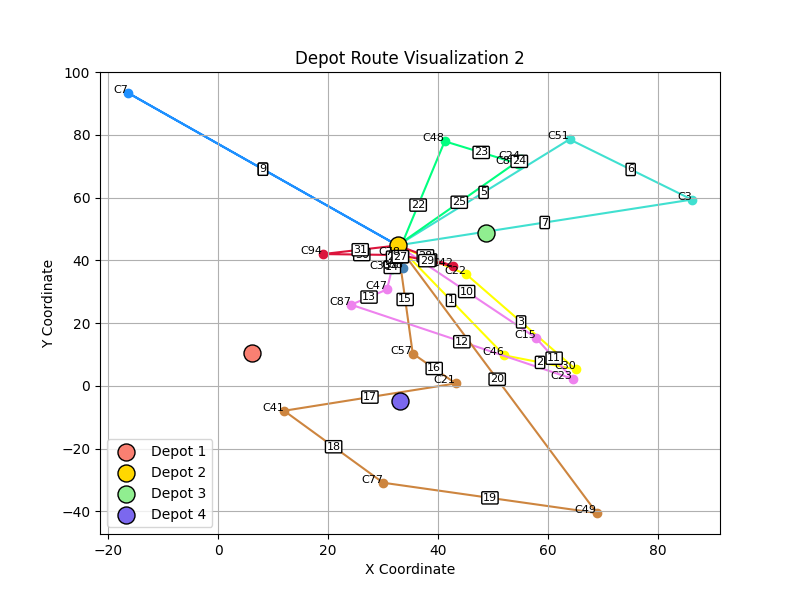 Depot Route Visualization 2
100
80
60
40
20
0
−20
−40
Y Coordinate
C7
9
C48
23
C24
24
C51
6
C3
5
22
25
7
C94
31
27
29
C42
C22
C47
13
C87
15
10
1
3
C15
12
C46
2
11
C30
C23
C57
16
C21
20
17
C41
18
C77
19
C49
Depot 1
Depot 2
Depot 3
Depot 4
−20
0
20
40
60
80
X Coordinate